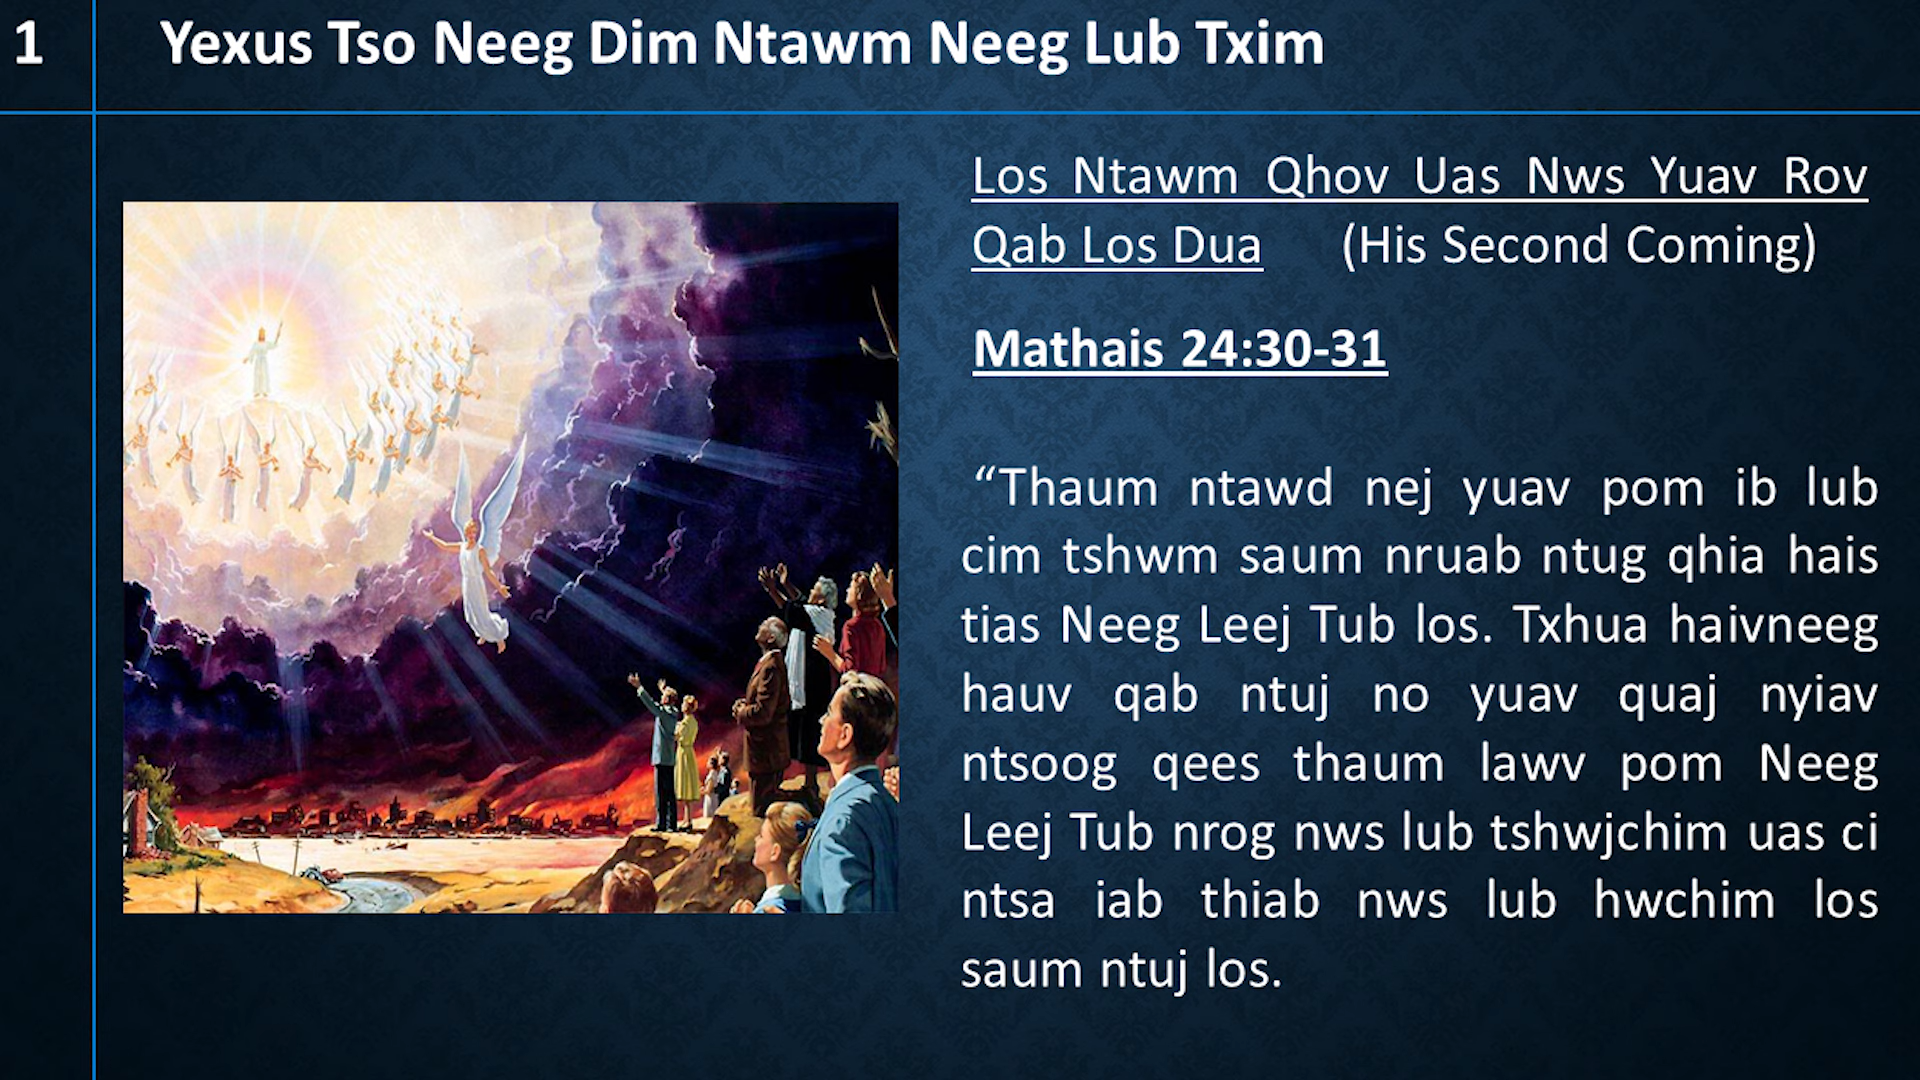 1 Yexus Tso Neeg Dim Ntawm Neeg Lub Txim
Los Ntawm Qhov Uas Nws Yuav Rov
Qab Los Dua (His Second Coming)
Mathais 24:30-31
“Thaum ntawd nej yuav pom ib lub
cim tshwm saum nruab ntug qhia hais
tias Neeg Leej Tub los. Txhua haivneeg
hauv qab ntuj no yuav quaj nyiav
ntsoog qees thaum lawv pom Neeg
Leej Tub nrog nws lub tshwjchim uas ci
ntsa iab thiab nws lub hwchim los
saum ntuj los.